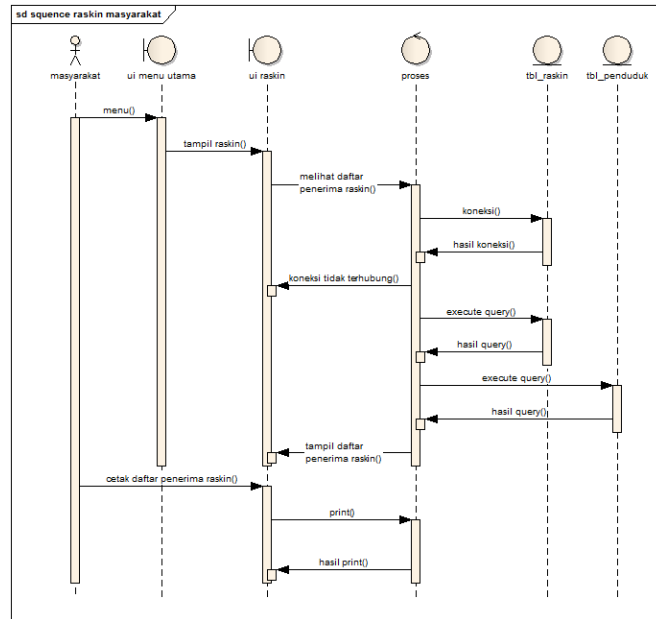 sd squence raskin masyarakat
masyarakat
ui menu utama
ui raskin
proses
tbl_raskin
tbl_penduduk
menu()
tampil raskin()
melihat daftar
penerima raskin()
koneksi()
hasil koneksi()
koneksi tidak terhubung()
execute query()
hasil query()
execute query()
hasil query()
tampil daftar
penerima raskin()
cetak daftar penerima raskin()
print()
hasil print()